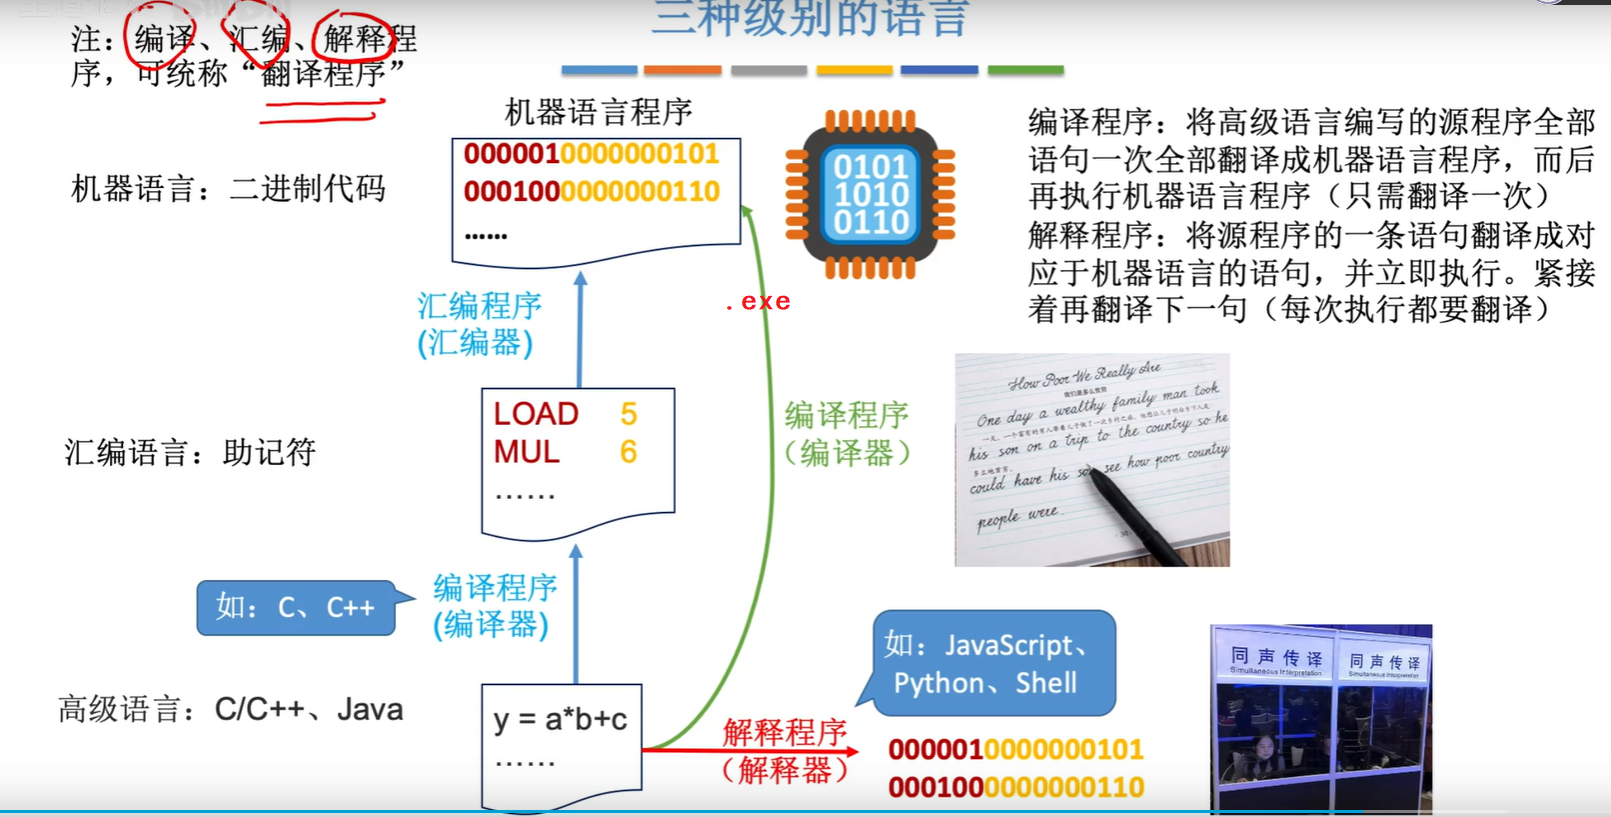 三种级别的语言
注：编译、汇编、解释程
序，可统称“翻译程序”
机器语言程序
0000010000000101
0001000000000110
……
机器语言：二进制代码
0101
1010
0110
编译程序：将高级语言编写的源程序全部
语句一次全部翻译成机器语言程序，而后
再执行机器语言程序（只需翻译一次）
解释程序：将源程序的一条语句翻译成对
应于机器语言的语句，并立即执行。紧接
着再翻译下一句（每次执行都要翻译）
汇编程序
(汇编器)
.exe
LOAD 5
MUL 6
……
汇编语言：助记符
编译程序
（编译器）
How Poor We Really Are
我们是多么贫穷
One day a wealthy family man took
his son on a trip to the country so he
could have his son see how poor country
people were.
如：C、C++
编译程序
(编译器)
如：JavaScript、
Python、Shell
同声传译
Simultaneous Interpretation
同声传译
Simultaneous Interpretation
高级语言：C/C++、Java
y = a*b+c
……
解释程序
（解释器）
0000010000000101
0001000000000110